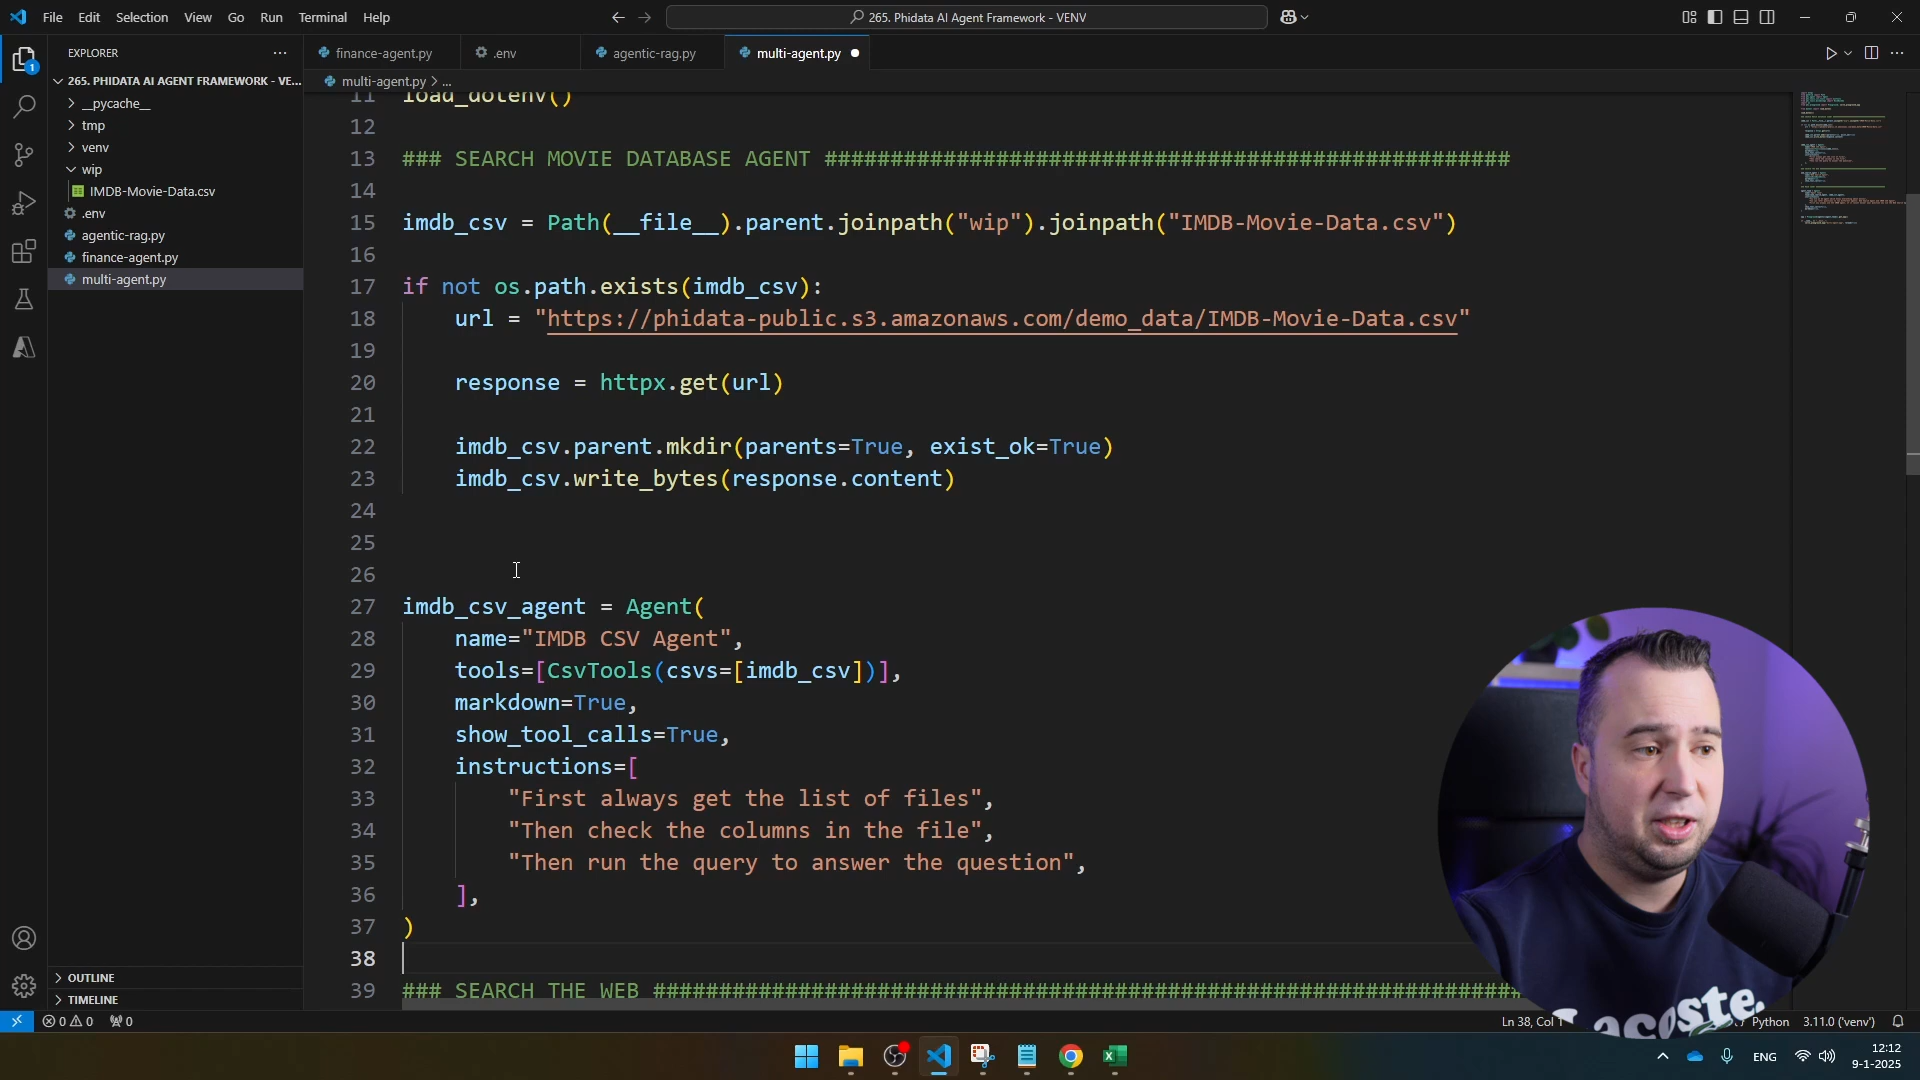 File Edit Selection View Go Run Terminal Help
265. Phidata AI Agent Framework - VENV
EXPLORER
265. PHIDATA AI AGENT FRAMEWORK - VE...
__pycache__
tmp
venv
wip
IMDB-Movie-Data.csv
.env
agentic-rag.py
finance-agent.py
multi-agent.py
OUTLINE
TIMELINE
finance-agent.py .env agentic-rag.py multi-agent.py
multi-agent.py > ...
11 load_dotenv()
12
13 ### SEARCH MOVIE DATABASE AGENT ####################################################
14
15 imdb_csv = Path(__file__).parent.joinpath("wip").joinpath("IMDB-Movie-Data.csv")
16
17 if not os.path.exists(imdb_csv):
18 url = "https://phidata-public.s3.amazonaws.com/demo_data/IMDB-Movie-Data.csv"
19
20 response = httpx.get(url)
21
22 imdb_csv.parent.mkdir(parents=True, exist_ok=True)
23 imdb_csv.write_bytes(response.content)
24
25
26
27 imdb_csv_agent = Agent(
28 name="IMDB CSV Agent",
29 tools=[CsvTools(csvs=[imdb_csv])],
30 markdown=True,
31 show_tool_calls=True,
32 instructions=[
33 "First always get the list of files",
34 "Then check the columns in the file",
35 "Then run the query to answer the question",
36 ],
37 )
38
39 ### SEARCH THE WEB ##################################################################
1
0 0 0
Ln 38, Col 1 Python 3.11.0 ('venv')
Lacoste.
ENG
12:12
9-1-2025